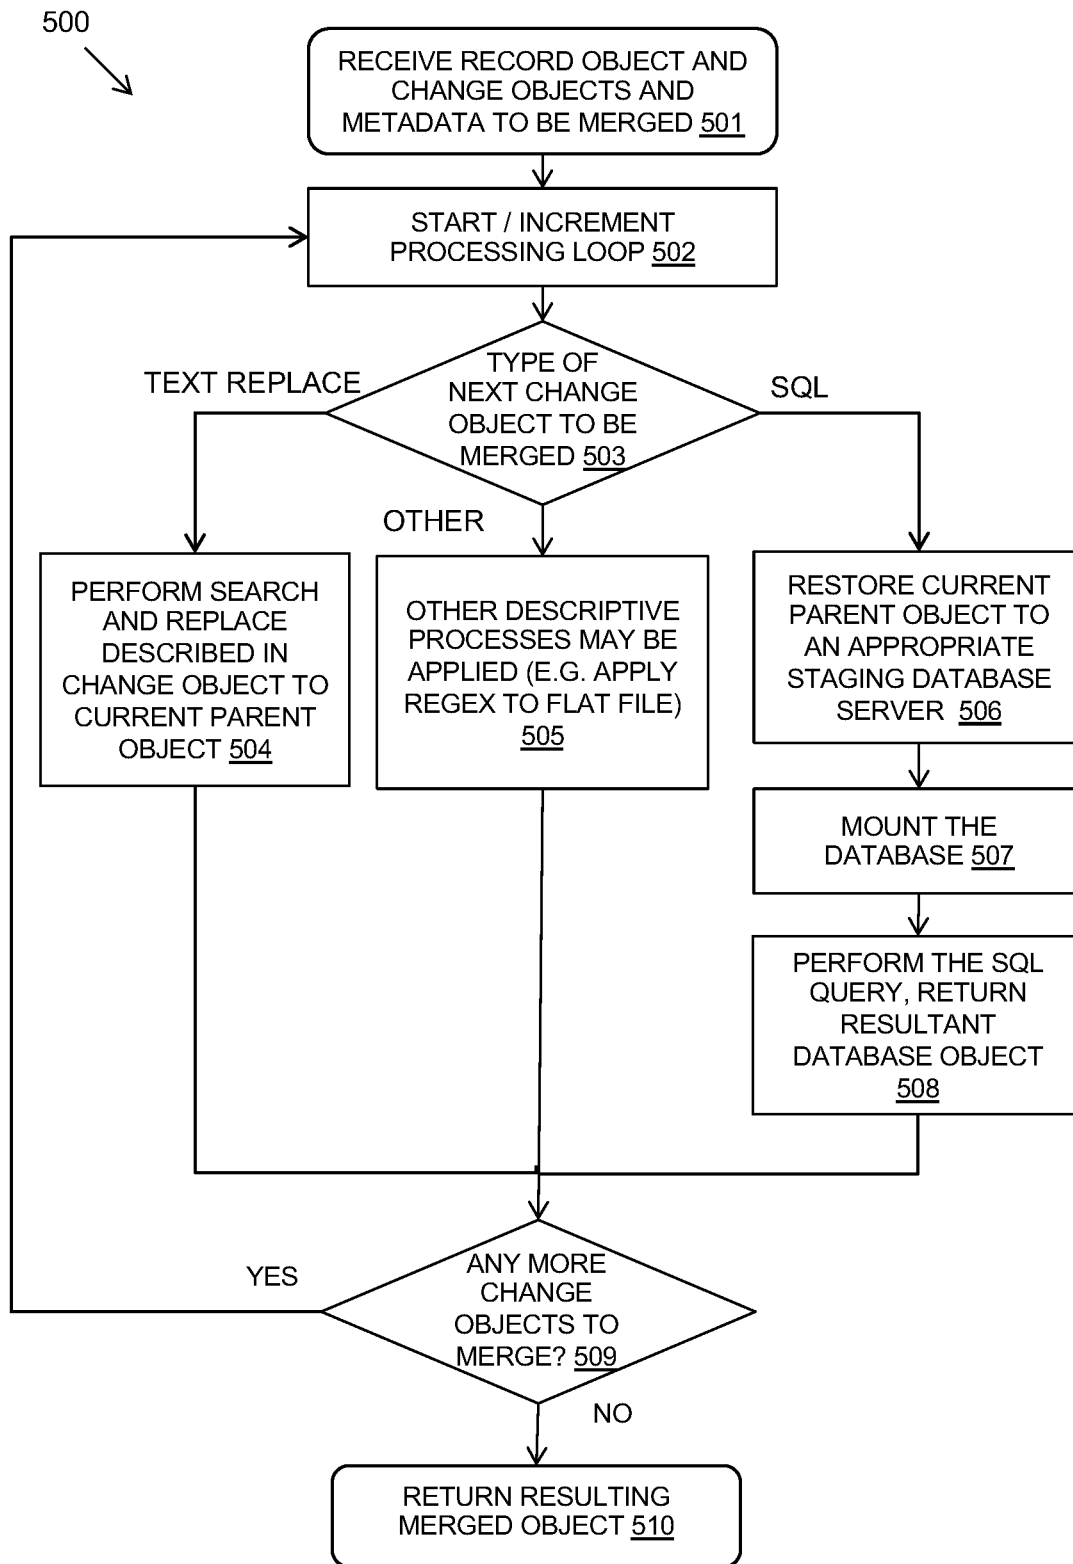 500
RECEIVE RECORD OBJECT AND
CHANGE OBJECTS AND
METADATA TO BE MERGED 501
START / INCREMENT
PROCESSING LOOP 502
TYPE OF
NEXT CHANGE
OBJECT TO BE
MERGED 503
TEXT REPLACE
SQL
OTHER
PERFORM SEARCH
AND REPLACE
DESCRIBED IN
CHANGE OBJECT TO
CURRENT PARENT
OBJECT 504
OTHER DESCRIPTIVE
PROCESSES MAY BE
APPLIED (E.G. APPLY
REGEX TO FLAT FILE)
505
RESTORE CURRENT
PARENT OBJECT TO
AN APPROPRIATE
STAGING DATABASE
SERVER 506
MOUNT THE
DATABASE 507
PERFORM THE SQL
QUERY, RETURN
RESULTANT
DATABASE OBJECT
508
ANY MORE
CHANGE
OBJECTS TO
MERGE? 509
YES
NO
RETURN RESULTING
MERGED OBJECT 510